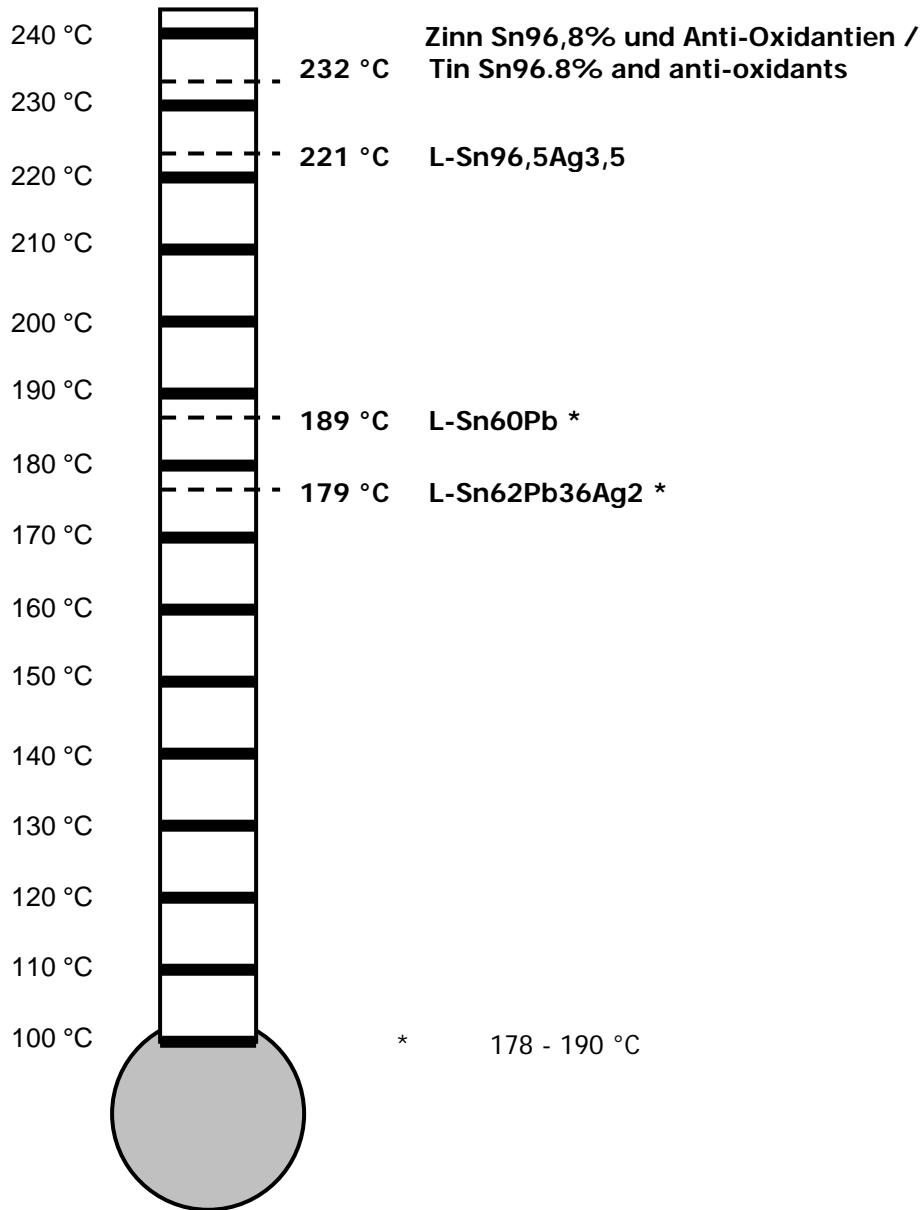 240 °C
Zinn Sn96,8% und Anti-Oxidantien /
232 °C Tin Sn96.8% and anti-oxidants
230 °C
221 °C L-Sn96,5Ag3,5
220 °C
210 °C
200 °C
190 °C
189 °C L-Sn60Pb *
180 °C
179 °C L-Sn62Pb36Ag2 *
170 °C
160 °C
150 °C
140 °C
130 °C
120 °C
110 °C
100 °C
* 178 - 190 °C